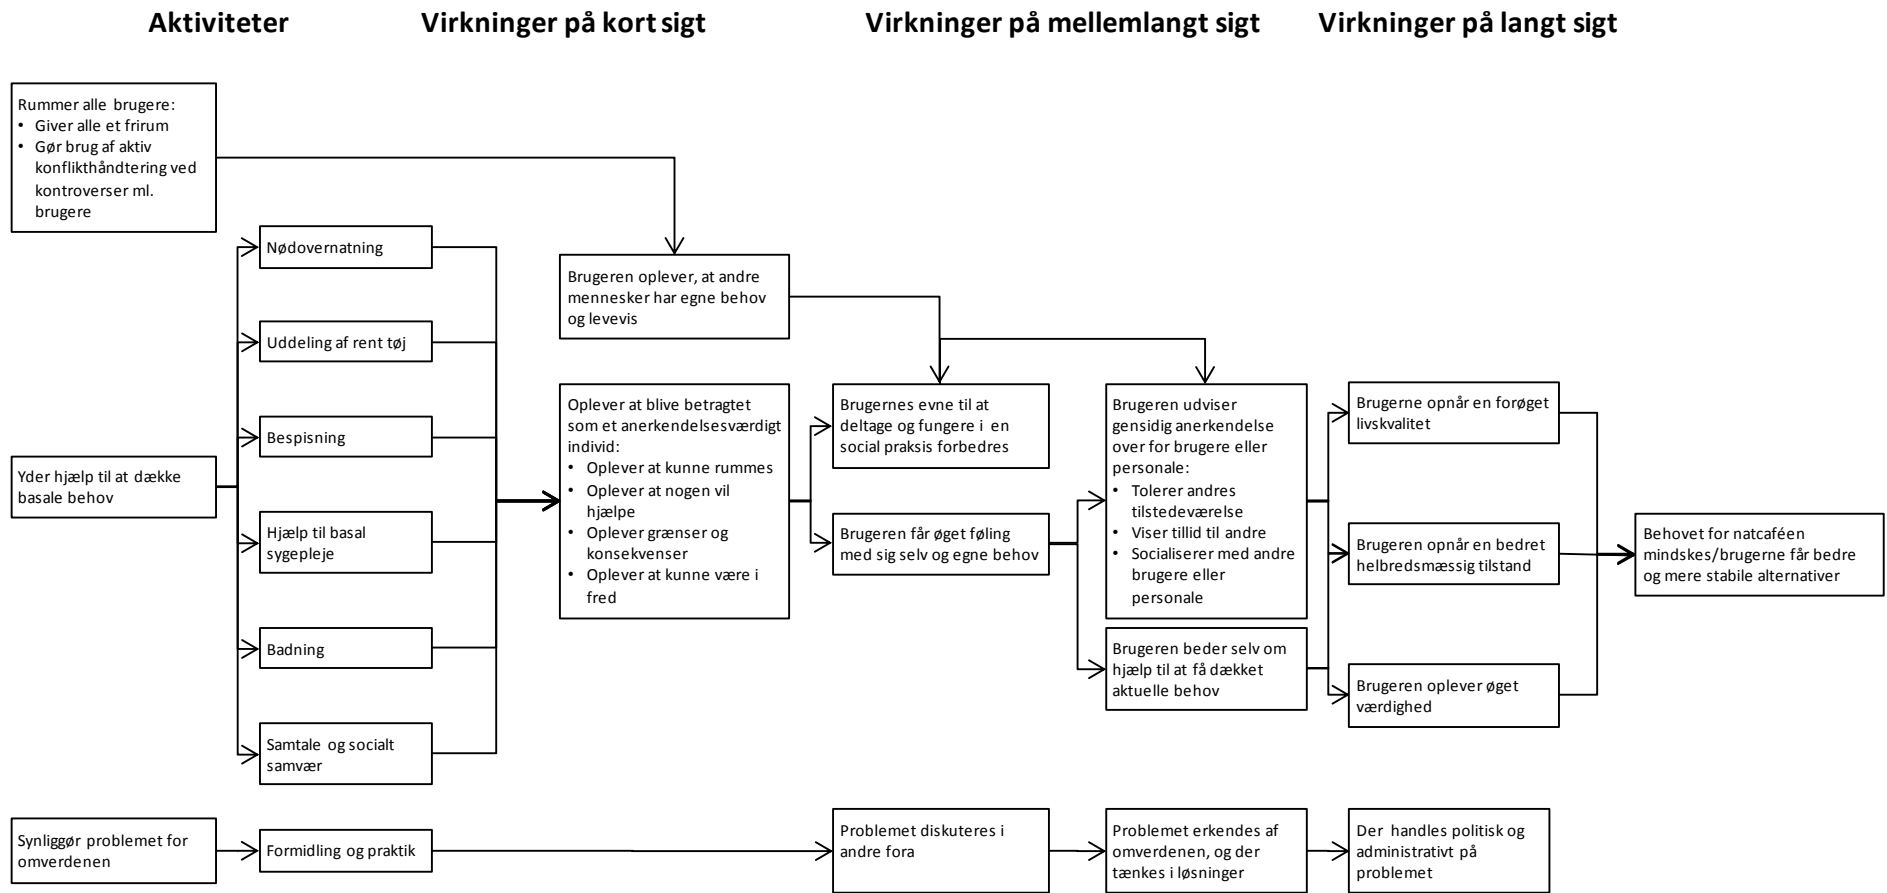 Aktiviteter
Virkninger på kort sigt
Virkninger på mellemlangt sigt
Virkninger på langt sigt
Rummer alle brugere:
• Giver alle et frirum
• Gør brug af aktiv
konflikthåndtering ved
kontroverser ml.
brugere
Yder hjælp til at dække
basale behov
Nødovernatning
Uddeling af rent tøj
Bespisning
Hjælp til basal
sygepleje
Badning
Samtale og socialt
samvær
Brugeren oplever, at andre
mennesker har egne behov
og levevis
Oplever at blive betragtet
som et anerkendelsesværdigt
individ:
• Oplever at kunne rummes
• Oplever at nogen vil
hjælpe
• Oplever grænser og
konsekvenser
• Oplever at kunne være i
fred
Brugernes evne til at
deltage og fungere i en
social praksis forbedres
Brugeren får øget føling
med sig selv og egne behov
Brugeren udviser
gensidig anerkendelse
over for brugere eller
personale:
• Tolerer andres
tilstedeværelse
• Viser tillid til andre
• Socialiserer med andre
brugere eller
personale
Brugeren beder selv om
hjælp til at få dækket
aktuelle behov
Brugerne opnår en forøget
livskvalitet
Brugeren opnår en bedret
helbredsmæssig tilstand
Brugeren oplever øget
værdighed
Behovet for natcaféen
mindskes/brugerne får bedre
og mere stabile alternativer
Synliggør problemet for
omverdenen
Formidling og praktik
Problemet diskuteres i
andre fora
Problemet erkendes af
omverdenen, og der
tænkes i løsninger
Der handles politisk og
administrativt på
problemet